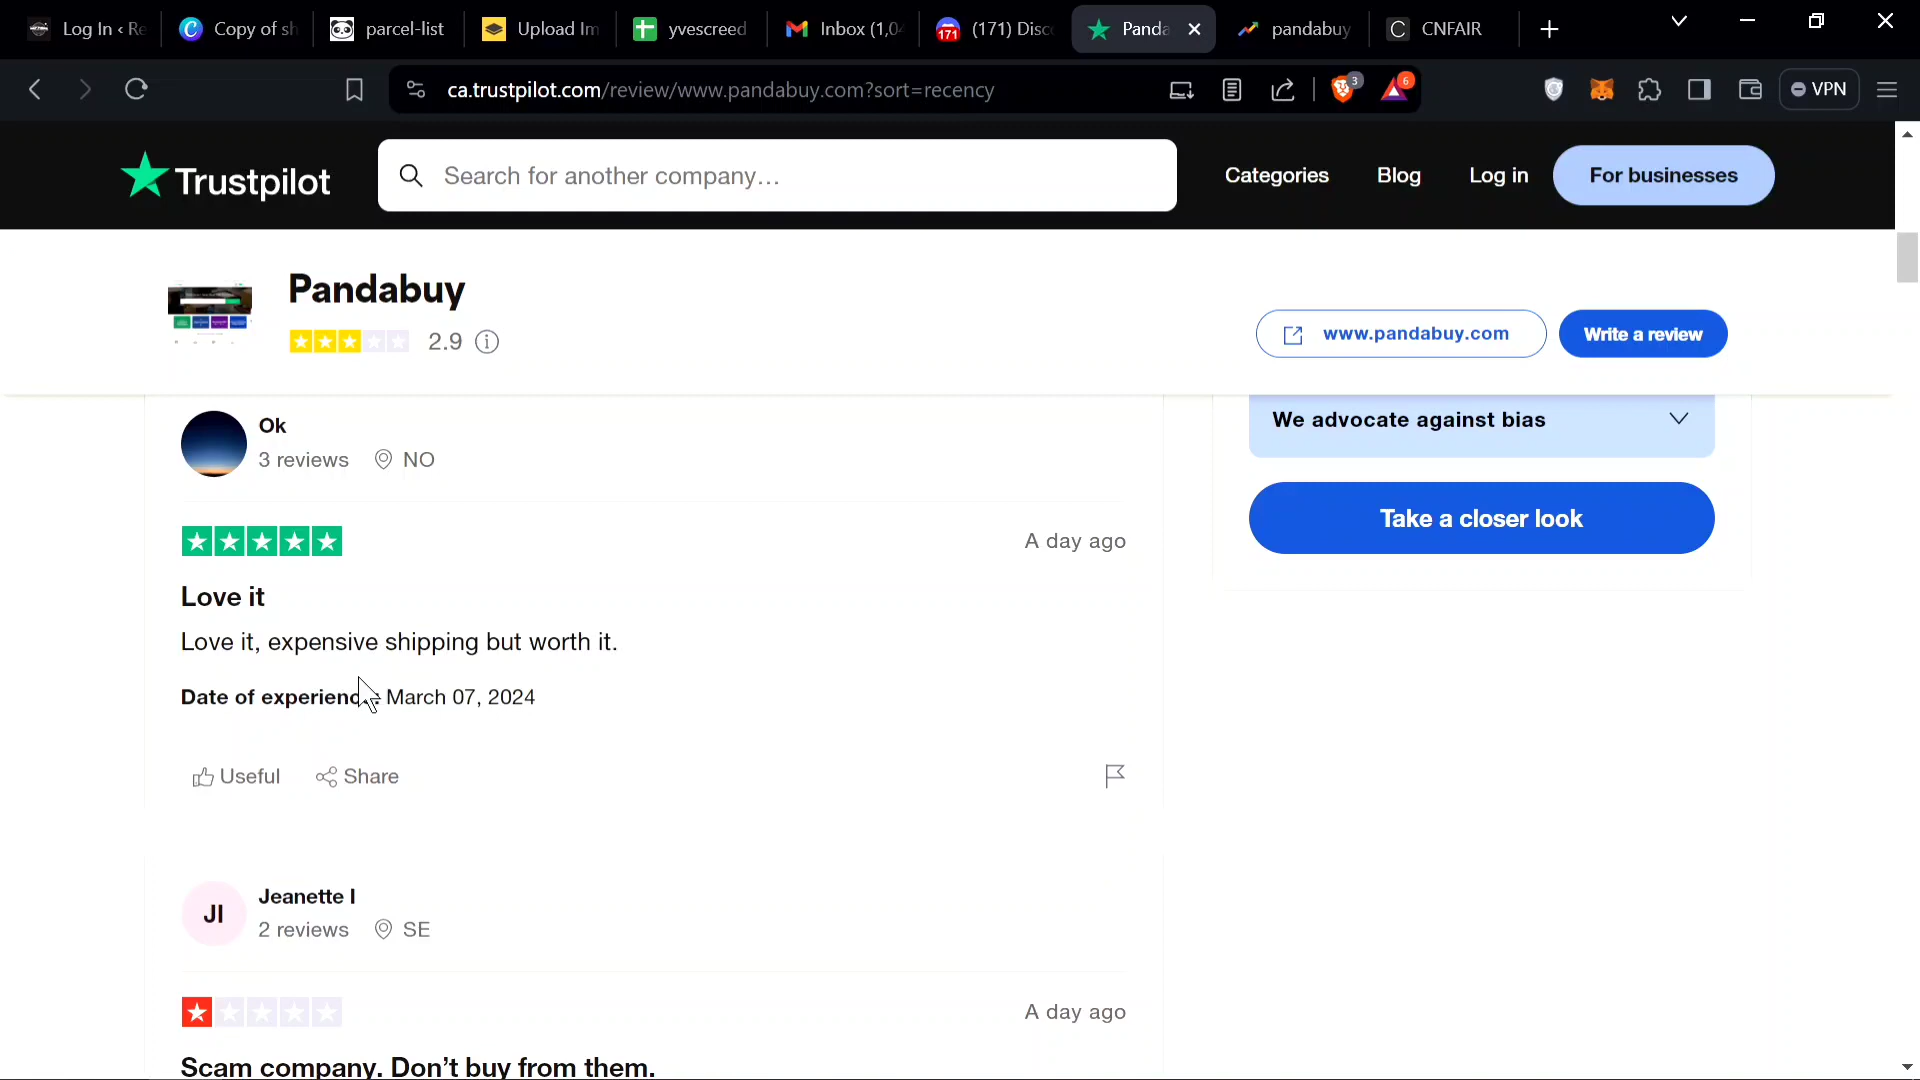 Log In ‹ Re
Copy of sh
parcel-list
Upload Im
yvescreed
Inbox (1,04
171
(171) Disc
Panda
pandabuy
C
CNFAIR
ca.trustpilot.com/review/www.pandabuy.com?sort=recency
3
6
VPN
Trustpilot
Search for another company...
Categories
Blog
Log in
For businesses
Pandabuy
2.9
www.pandabuy.com
Write a review
Ok
3 reviews
NO
We advocate against bias
Take a closer look
A day ago
Love it
Love it, expensive shipping but worth it.
Date of experience: March 07, 2024
Useful
Share
JI
Jeanette I
2 reviews
SE
A day ago
Scam company. Don't buy from them.